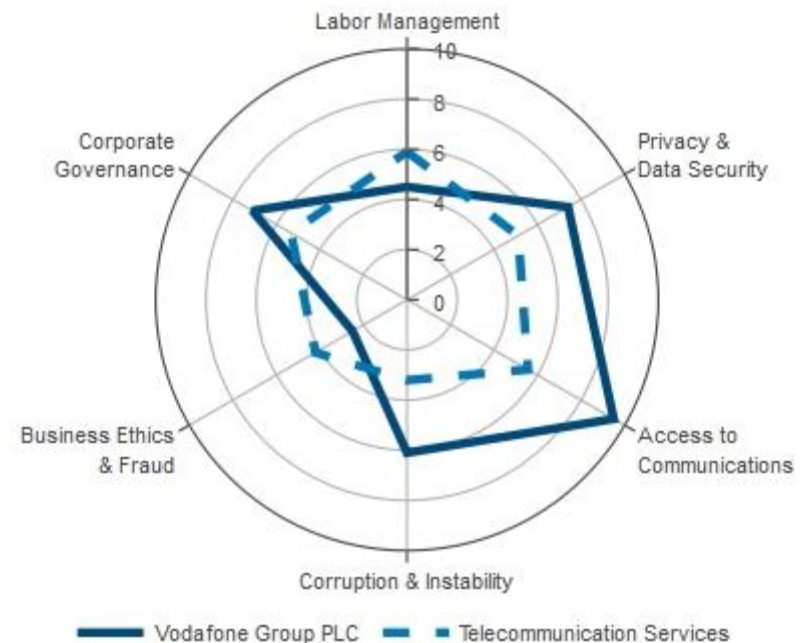 Labor Management
10
8
6
4
2
0
Privacy &
Data Security
Access to
Communications
Corruption & Instability
Business Ethics
& Fraud
Corporate
Governance
Vodafone Group PLC
Telecommunication Services